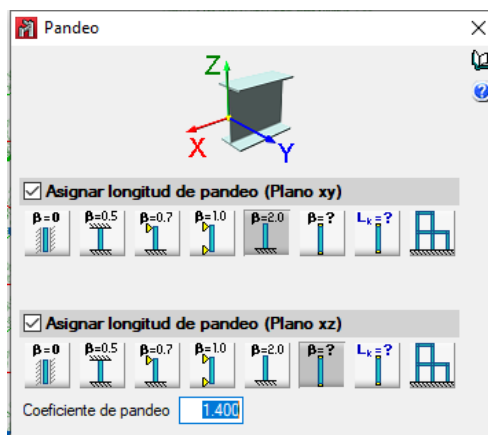 Pandeo
Z
X
Y
Asignar longitud de pandeo (Plano xy)
β=0 β=0.5 β=0.7 β=1.0 β=2.0 β=? Lk=?
Asignar longitud de pandeo (Plano xz)
β=0 β=0.5 β=0.7 β=1.0 β=2.0 β=? Lk=?
Coeficiente de pandeo 1.400